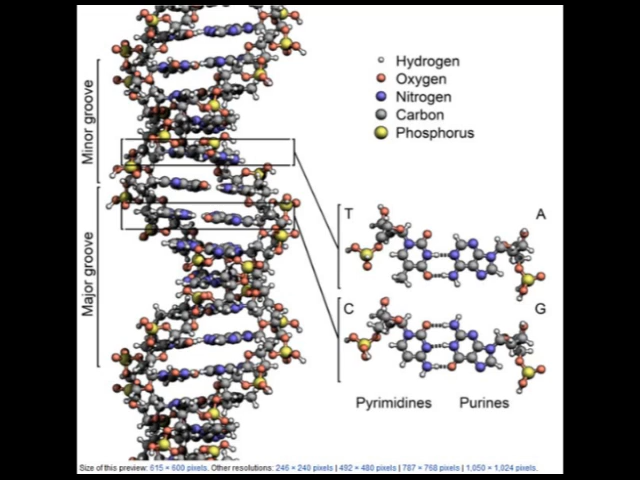 Hydrogen
Oxygen
Nitrogen
Carbon
Phosphorus
Minor groove
Major groove
T A
C G
Pyrimidines Purines
Size of this preview: 615 × 600 pixels. Other resolutions: 246 × 240 pixels | 492 × 480 pixels | 787 × 768 pixels | 1,050 × 1,024 pixels.